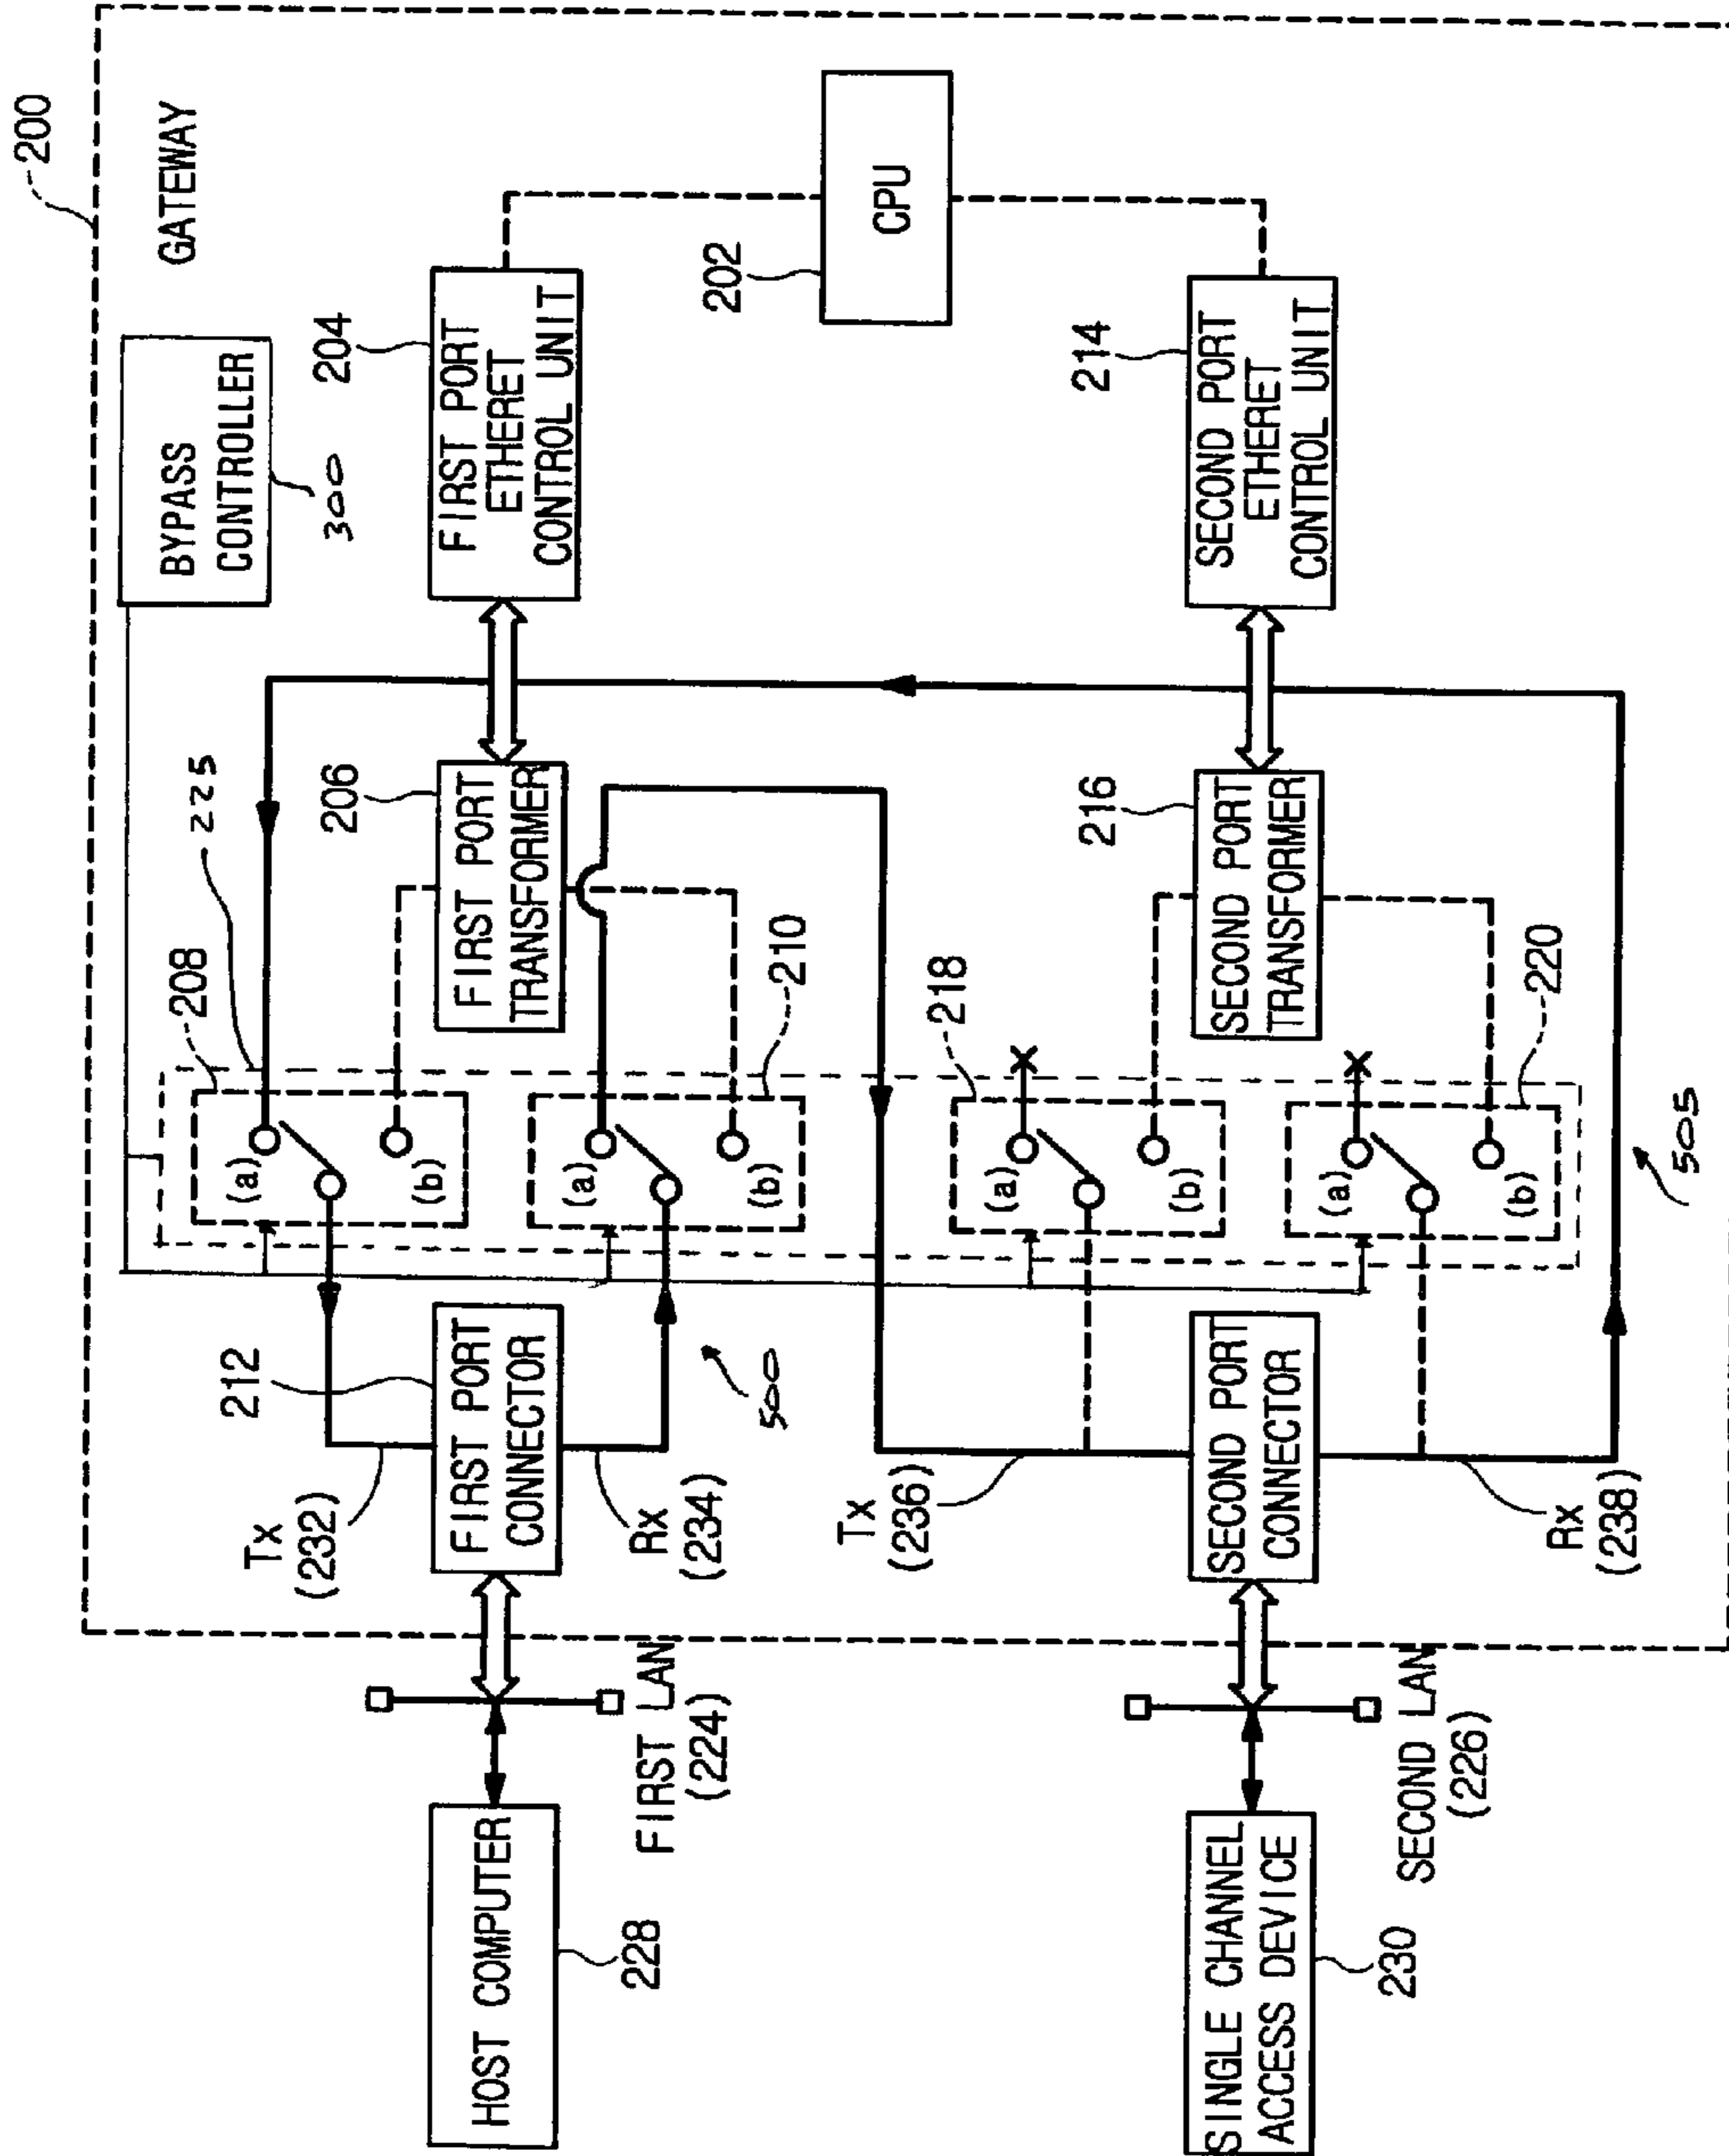 200
GATEWAY
BYPASS
CONTROLLER
300
225
208
(a)
(b)
206
FIRST PORT
TRANSFORMER
204
FIRST PORT
ETHERET
CONTROL UNIT
202
CPU
210
(a)
(b)
212
FIRST PORT
CONNECTOR
Tx
(232)
Rx
(234)
500
HOST COMPUTER
228
FIRST LAN
(224)
218
(a)
(b)
216
SECOND PORT
TRANSFORMER
214
SECOND PORT
ETHERET
CONTROL UNIT
220
(a)
(b)
Tx
(236)
SECOND PORT
CONNECTOR
Rx
(238)
505
SINGLE CHANNEL
ACCESS DEVICE
230
SECOND LAN
(226)